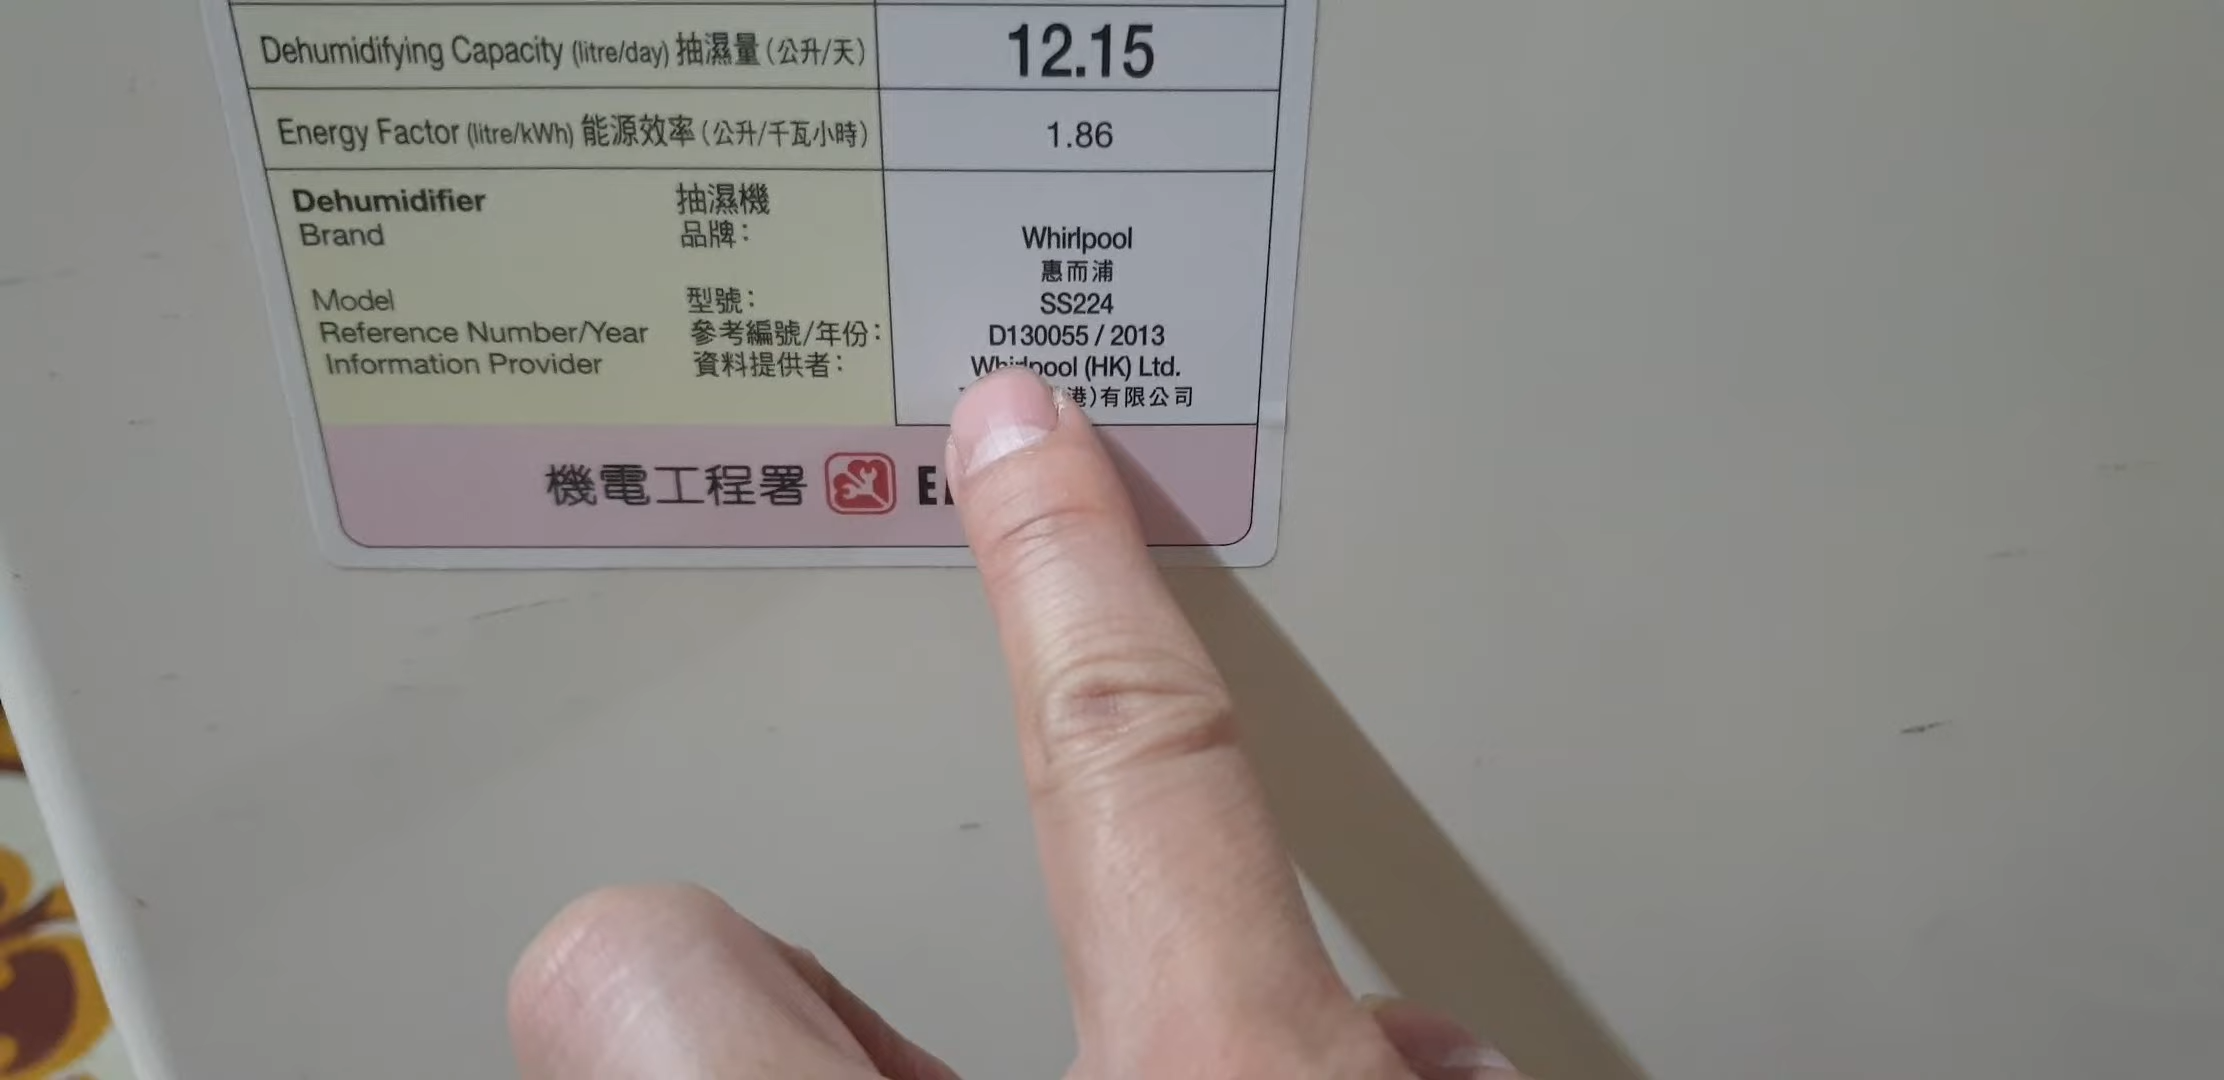 Dehumidifying Capacity (litre/day) 抽濕量(公升/天) 12.15
Energy Factor (litre/kWh) 能源效率(公升/千瓦小時) 1.86
Dehumidifier 抽濕機
Brand 品牌: Whirlpool
惠而浦
Model 型號: SS224
Reference Number/Year 參考編號/年份: D130055 / 2013
Information Provider 資料提供者: Whirlpool (HK) Ltd.
港)有限公司
機電工程署